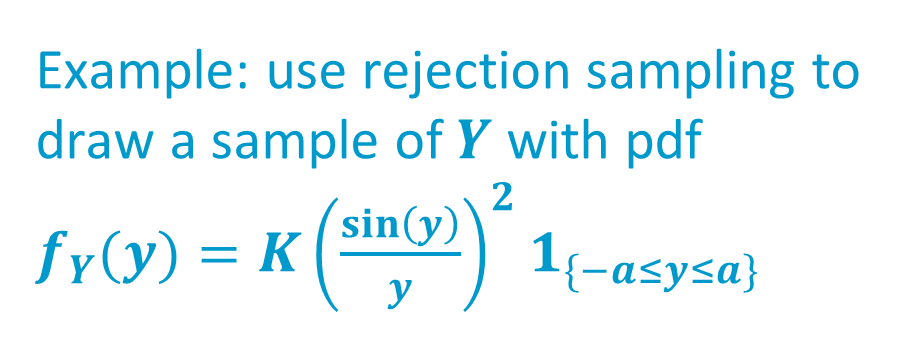 Example: use rejection sampling to
draw a sample of Y with pdf
f_Y(y) = K (sin(y)/y)^2 1_{−a≤y≤a}